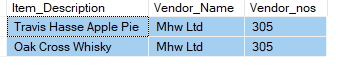 Item_Description Vendor_Name Vendor_nos
Travis Hasse Apple Pie Mhw Ltd 305
Oak Cross Whisky Mhw Ltd 305